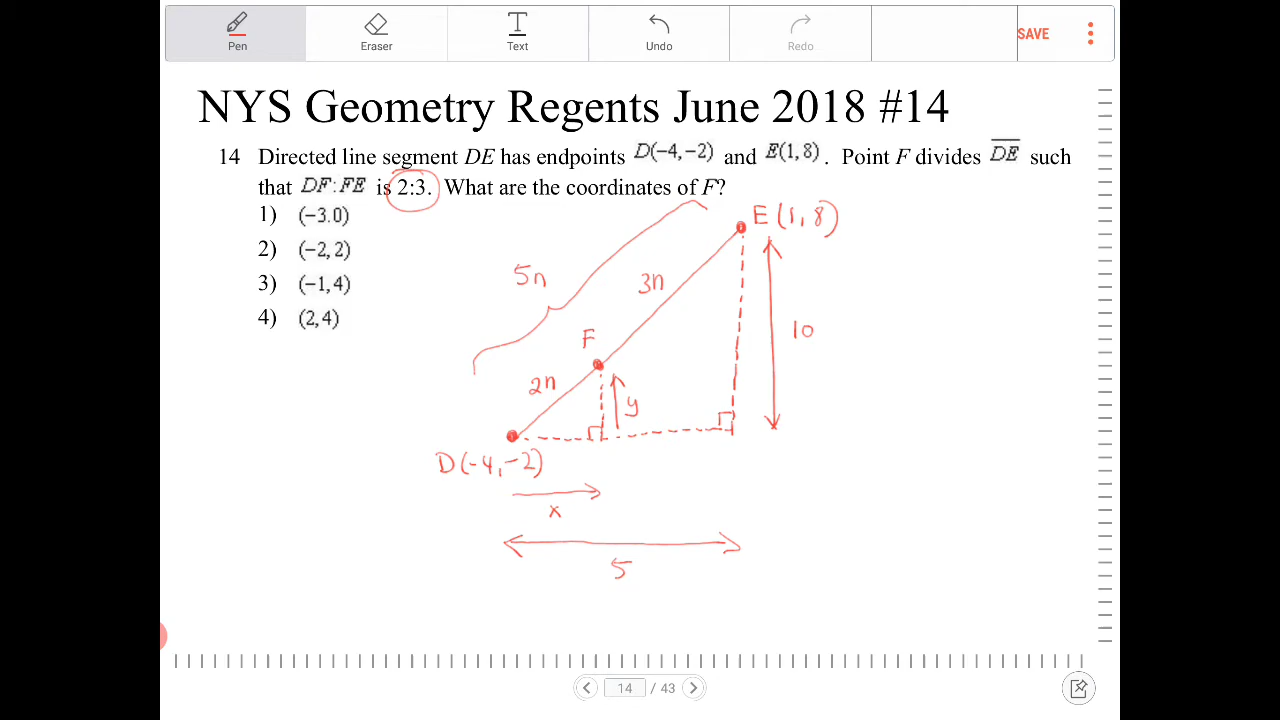 Pen
Eraser
Text
Undo
Redo
SAVE
NYS Geometry Regents June 2018 #14
14 Directed line segment DE has endpoints D(−4,−2) and E(1,8). Point F divides DE such
that DF:FE is 2:3. What are the coordinates of F?
1) (−3.0)
2) (−2,2)
3) (−1,4)
4) (2,4)
E(1,8)
5n
3n
10
F
2n
y
D(-4,-2)
x
5
14 / 43